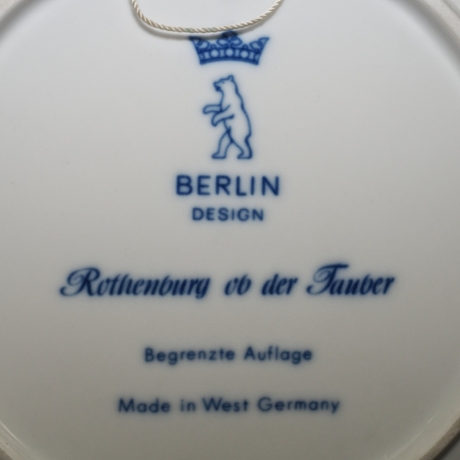 BERLIN
DESIGN
Rothenburg ob der Tauber
Begrenzte Auflage
Made in West Germany